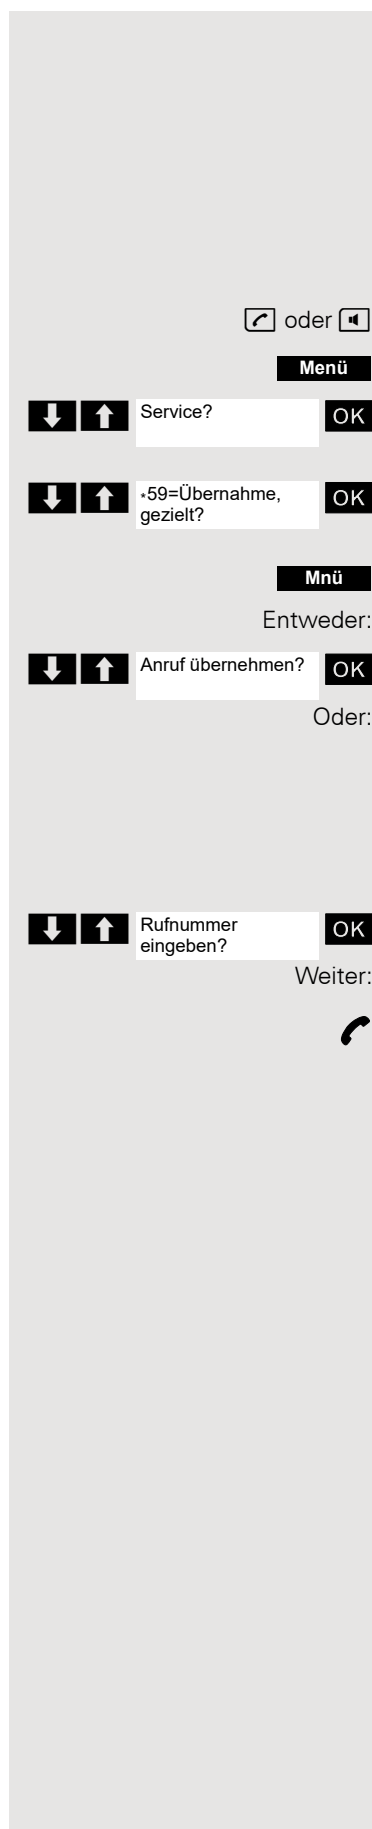 oder
Menü
Service?
OK
*59=Übernahme,
gezielt?
OK
Mnü
Entweder:
Anruf übernehmen?
OK
Oder:
Rufnummer
eingeben?
OK
Weiter: